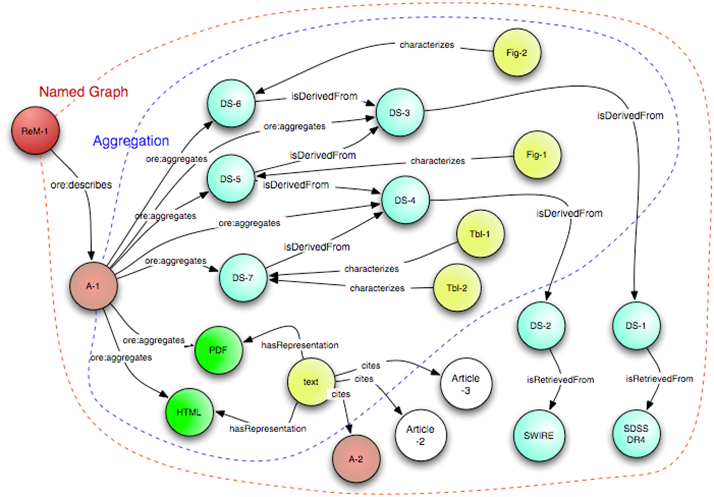 characterizes
Fig-2
Named Graph
DS-6
isDerivedFrom
DS-3
ReM-1
Aggregation
ore:aggregates
isDerivedFrom
ore:aggregates
isDerivedFrom
Fig-1
characterizes
DS-5
isDerivedFrom
ore:describes
ore:aggregates
DS-4
ore:aggregates
isDerivedFrom
Tbl-1
isDerivedFrom
ore:aggregates
characterizes
A-1
DS-7
characterizes
Tbl-2
DS-2
DS-1
ore:aggregates
PDF
hasRepresentation
ore:aggregates
cites
text
cites
Article
-3
isRetrievedFrom
isRetrievedFrom
cites
HTML
hasRepresentation
Article
-2
SWIRE
SDSS
DR4
A-2